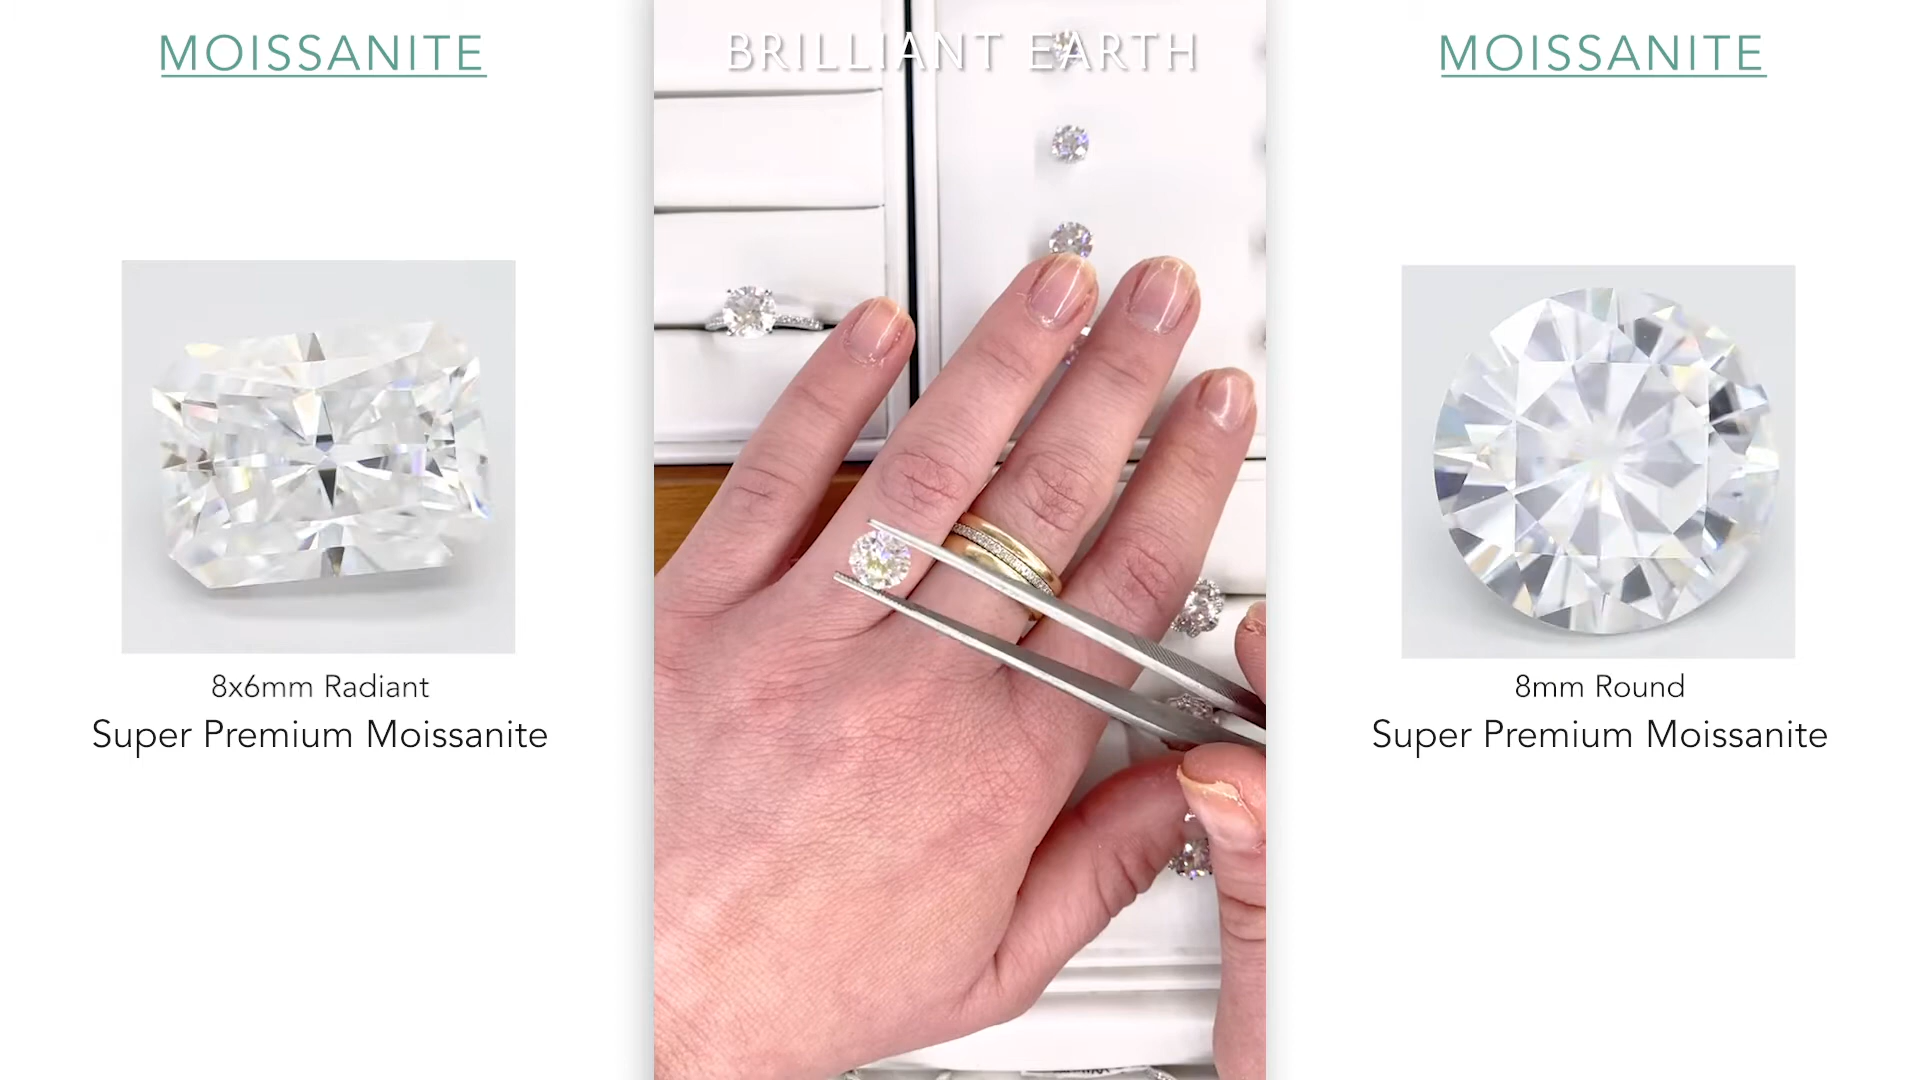 MOISSANITE
8x6mm Radiant
Super Premium Moissanite
BRILLIANT EARTH
MOISSANITE
8mm Round
Super Premium Moissanite